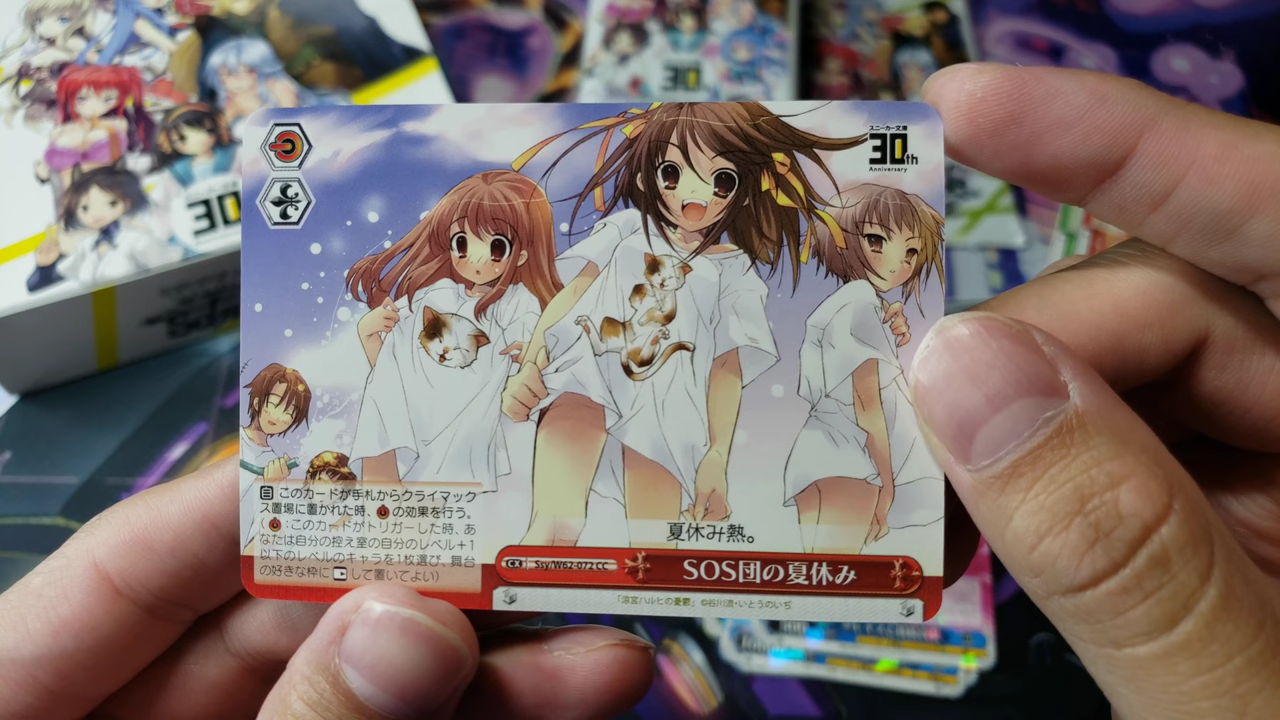 30
30
スニーカー文庫
30th
Anniversary
自 このカードが手札からクライマック
ス置場に置かれた時、の効果を行う。
（：このカードがトリガーした時、あ
なたは自分の控え室の自分のレベル＋1
以下のレベルのキャラを1枚選び、舞台
の好きな枠にして置いてよい）
夏休み熱。
CX Ssy/W62-072 CC
SOS団の夏休み
「涼宮ハルヒの憂鬱」 ©谷川流・いとうのいぢ